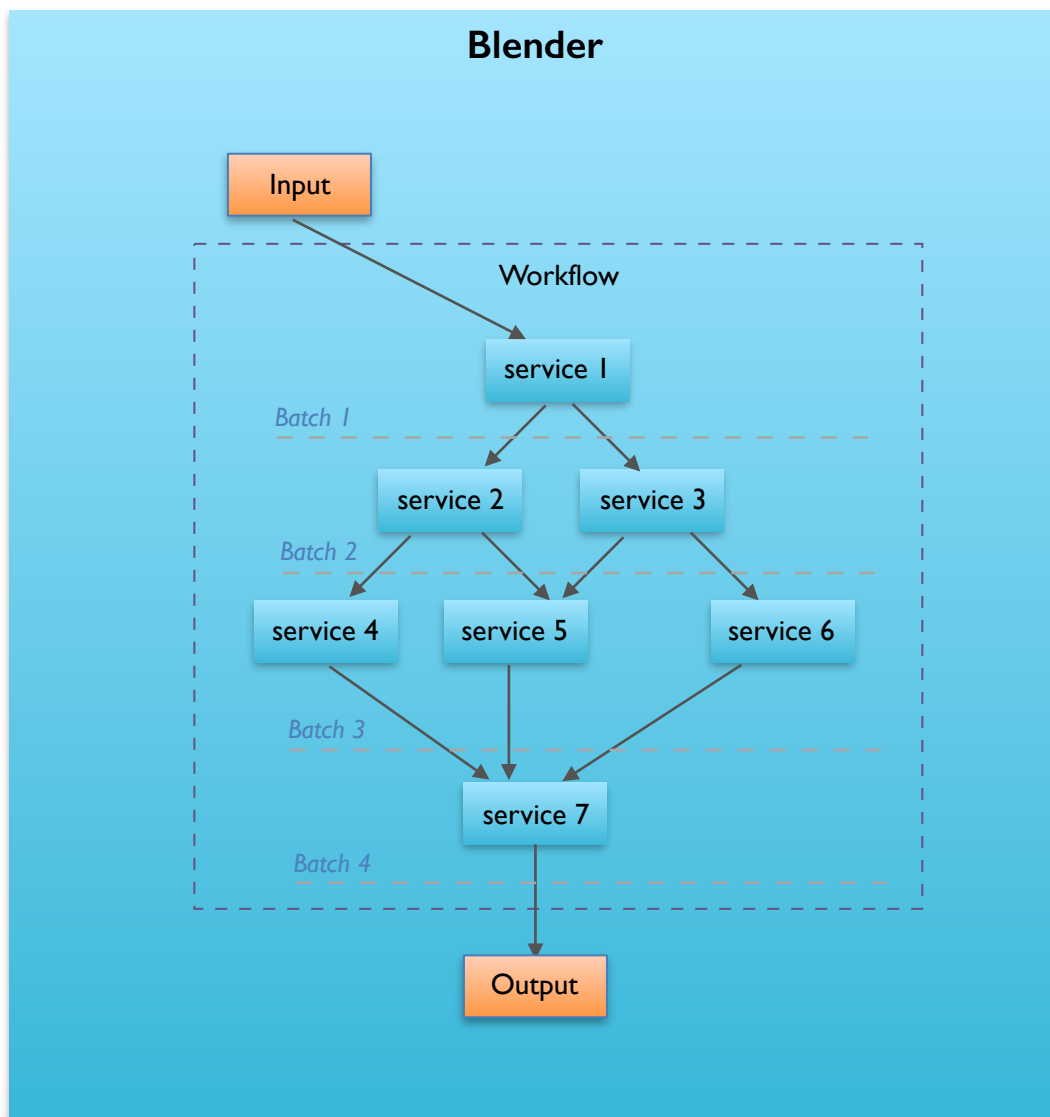 Blender
Input
Workflow
service 1
Batch 1
service 2
service 3
Batch 2
service 4
service 5
service 6
Batch 3
service 7
Batch 4
Output